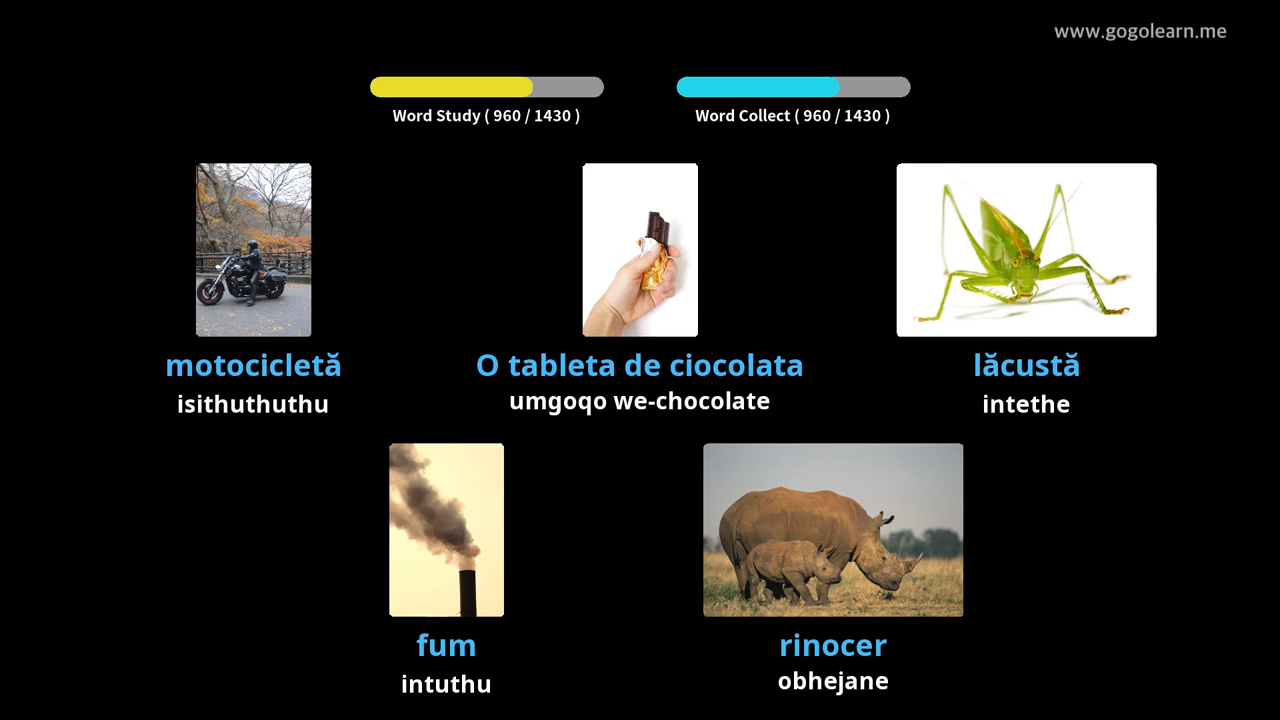 www.gogolearn.me
Word Study ( 960 / 1430 )
Word Collect ( 960 / 1430 )
motocicletă
isithuthuthu
O tableta de ciocolata
umgoqo we-chocolate
lăcustă
intethe
fum
intuthu
rinocer
obhejane